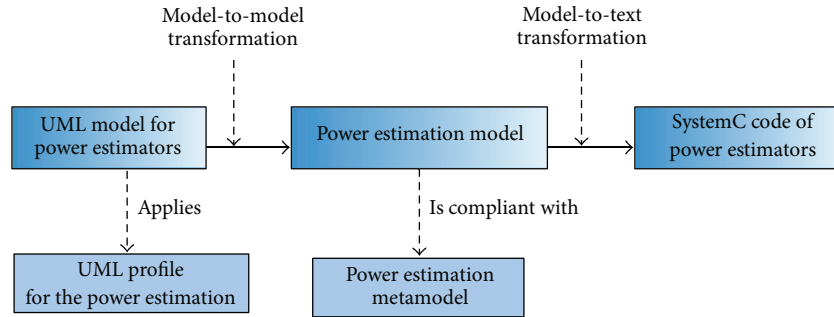 Model-to-model
transformation
Model-to-text
transformation
UML model for
power estimators
Power estimation model
SystemC code of
power estimators
Applies
Is compliant with
UML profile
for the power estimation
Power estimation
metamodel